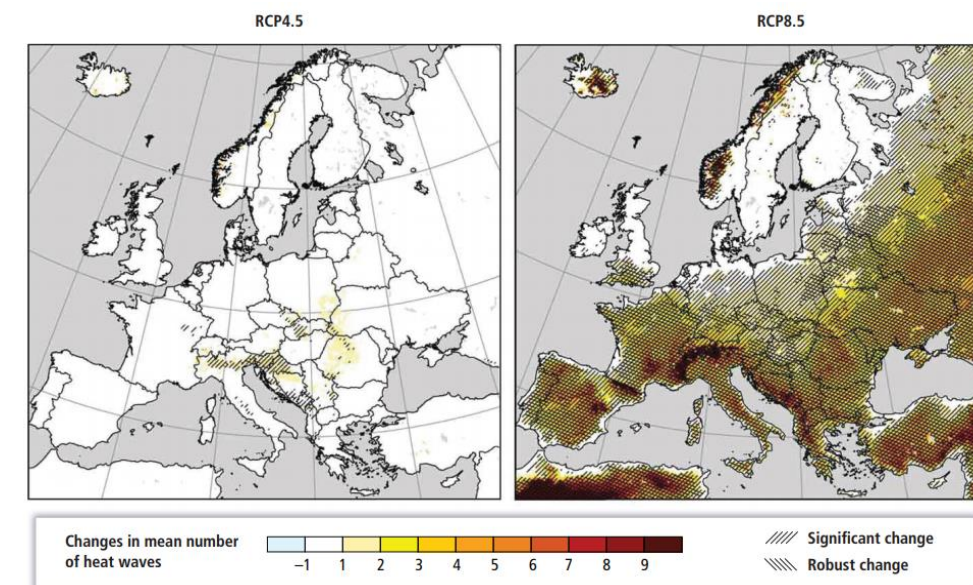 RCP4.5
RCP8.5
Changes in mean number
of heat waves
–1 1 2 3 4 5 6 7 8 9
Significant change
Robust change